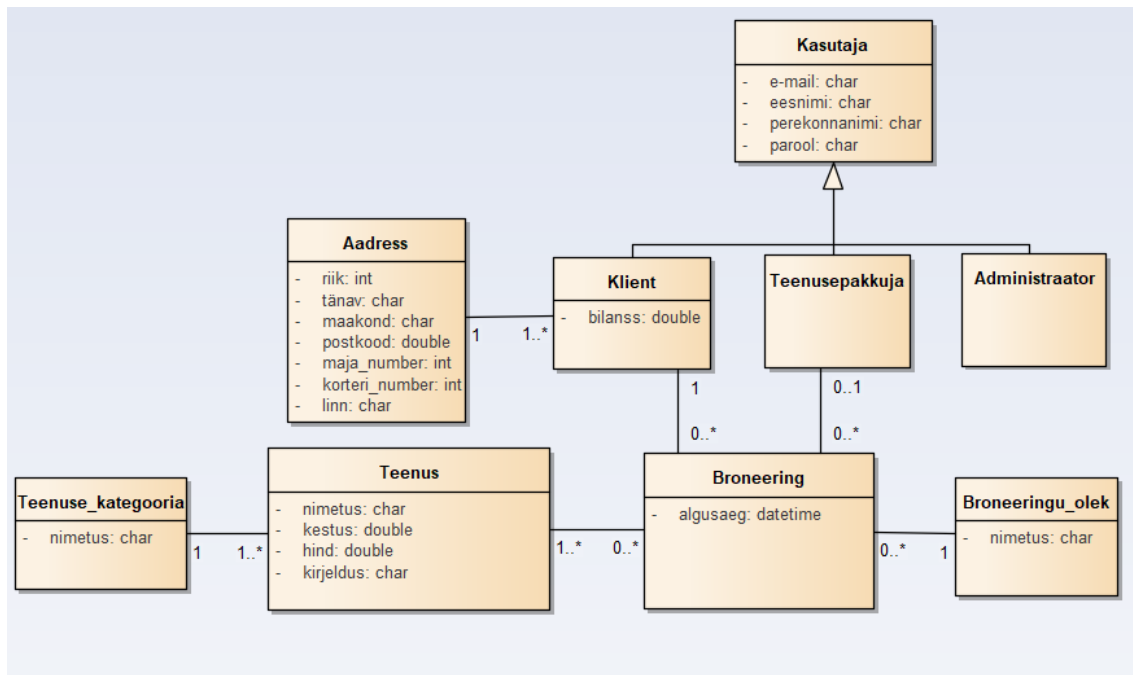 Kasutaja
- e-mail: char
- eesnimi: char
- perekonnanimi: char
- parool: char
Aadress
- riik: int
- tänav: char
- maakond: char
- postkood: double
- maja_number: int
- korteri_number: int
- linn: char
1
1..*
Klient
- bilanss: double
Teenusepakkuja
Administraator
1
0..*
0..1
0..*
Teenuse_kategooria
- nimetus: char
1
1..*
Teenus
- nimetus: char
- kestus: double
- hind: double
- kirjeldus: char
1..*
0..*
Broneering
- algusaeg: datetime
0..*
1
Broneeringu_olek
- nimetus: char